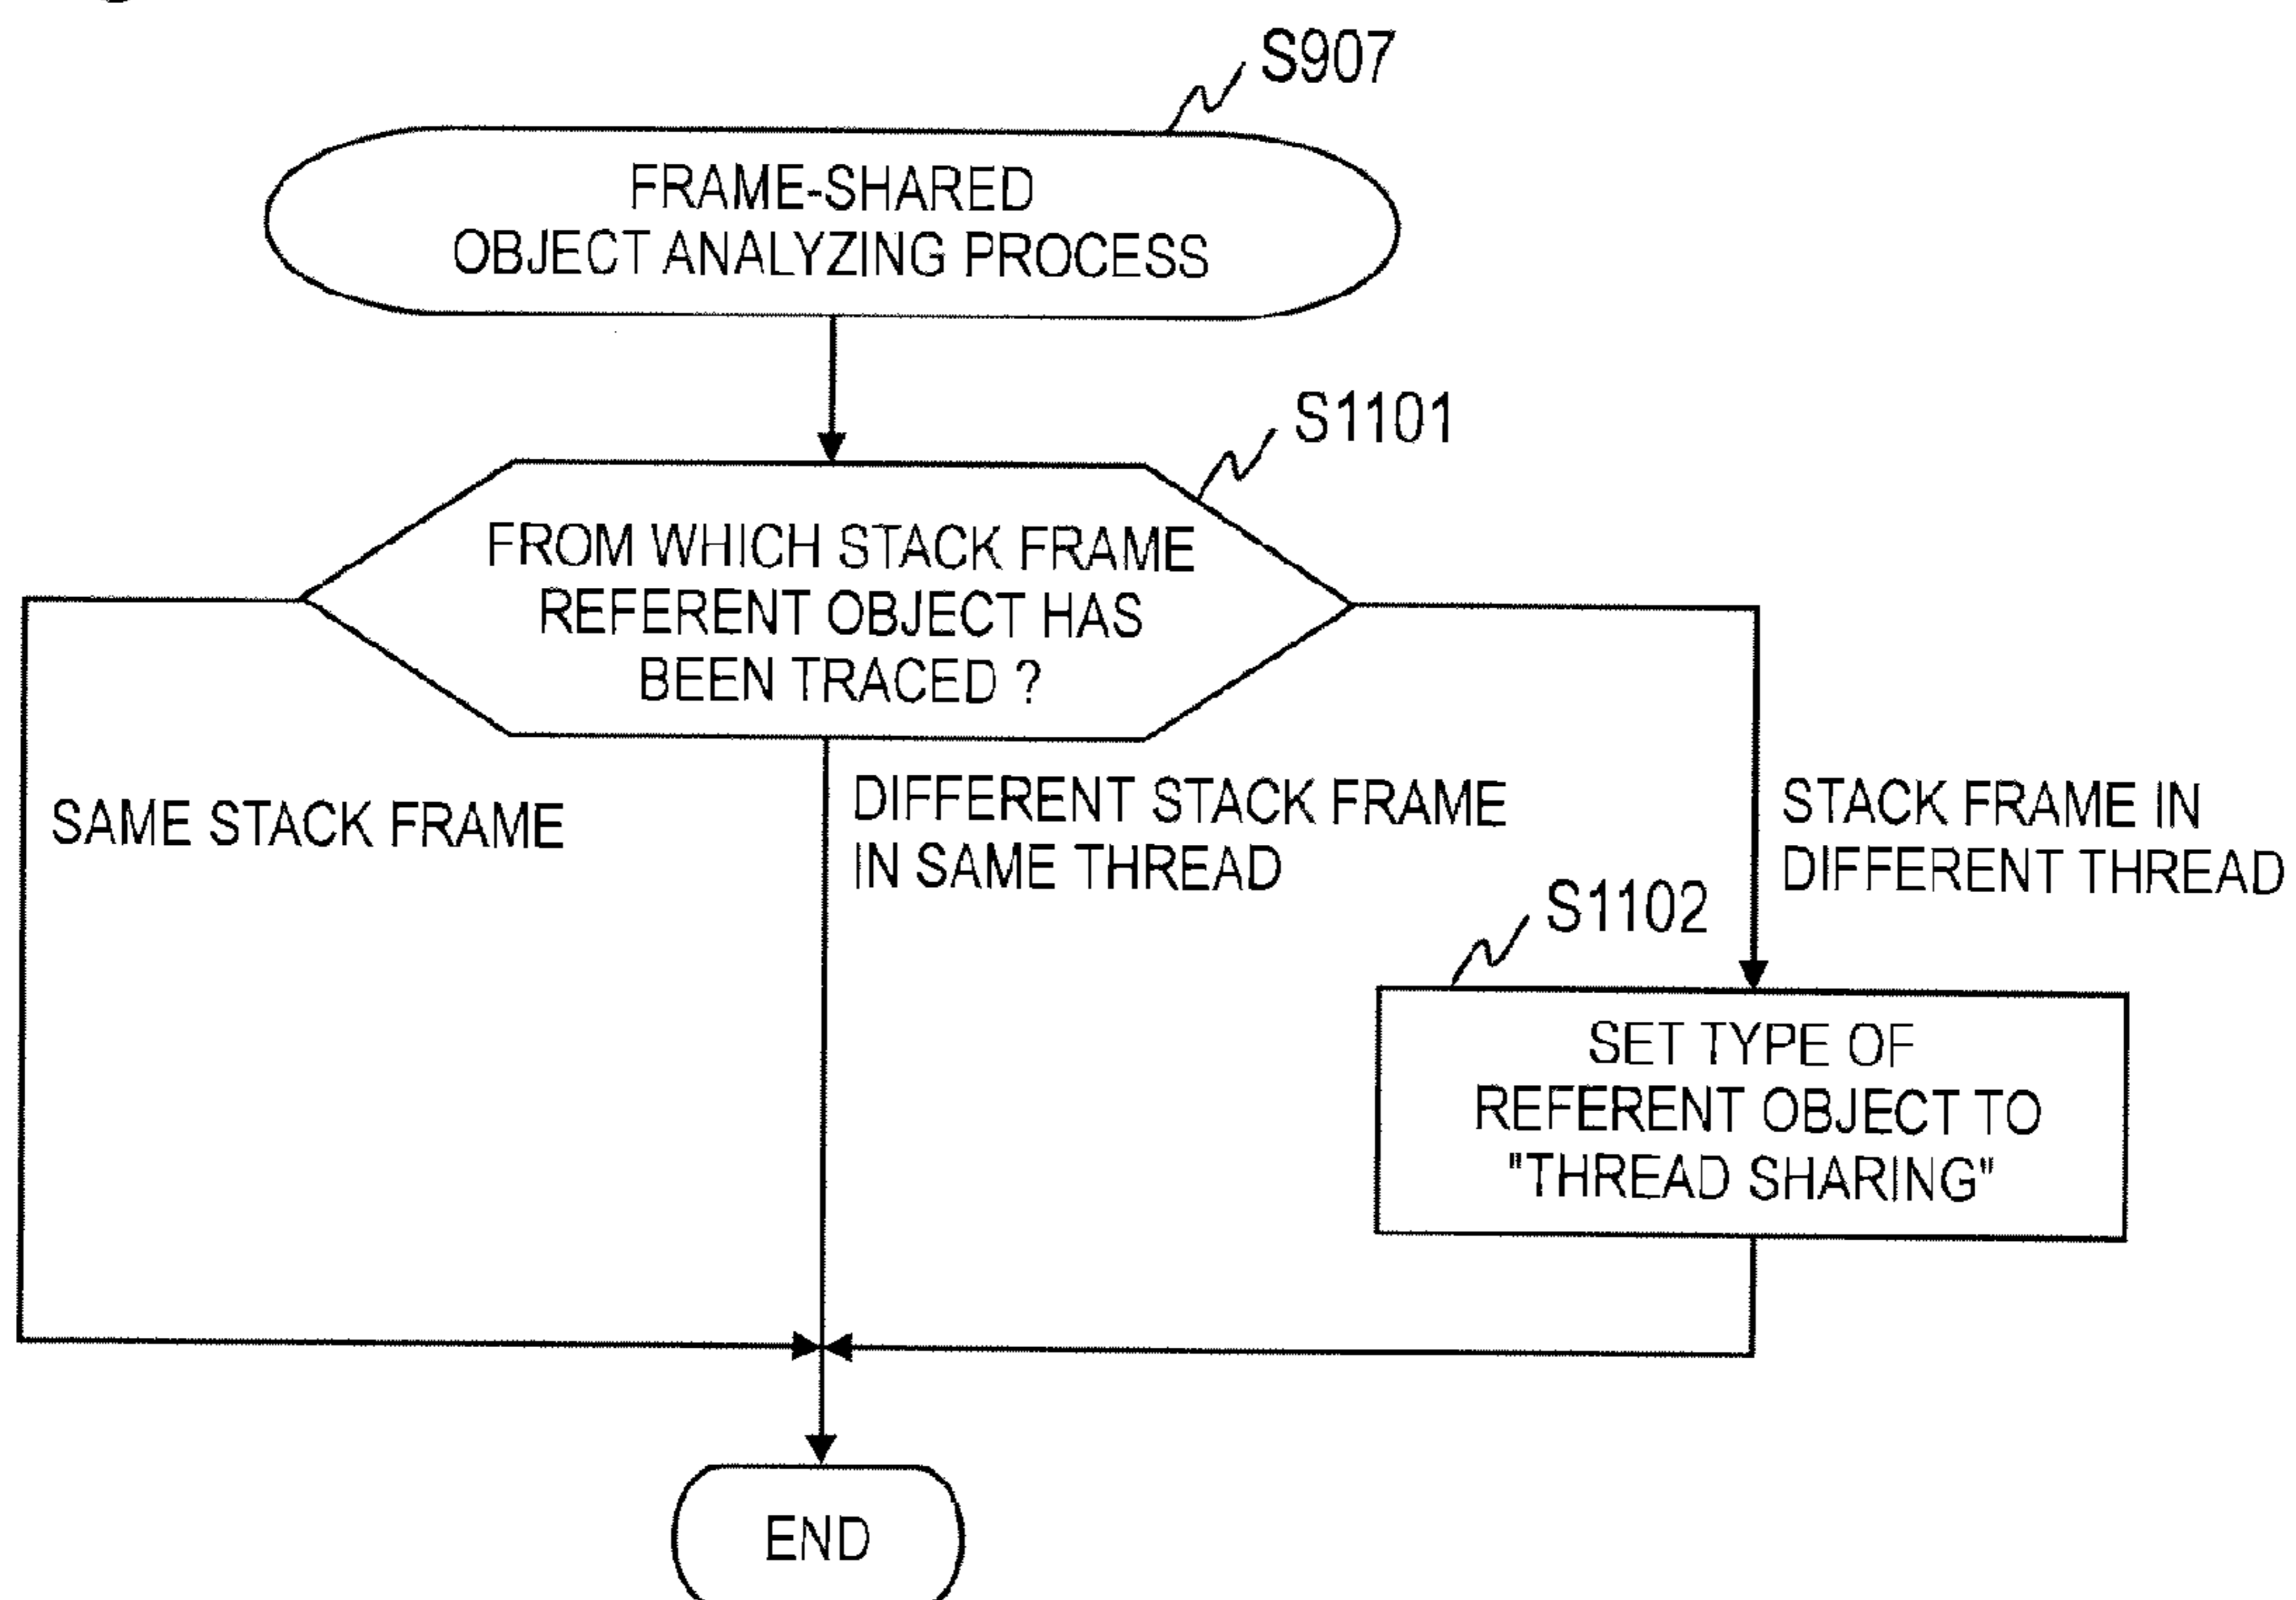 S907
FRAME-SHARED
OBJECT ANALYZING PROCESS
S1101
FROM WHICH STACK FRAME
REFERENT OBJECT HAS
BEEN TRACED ?
SAME STACK FRAME
DIFFERENT STACK FRAME
IN SAME THREAD
STACK FRAME IN
DIFFERENT THREAD
S1102
SET TYPE OF
REFERENT OBJECT TO
"THREAD SHARING"
END